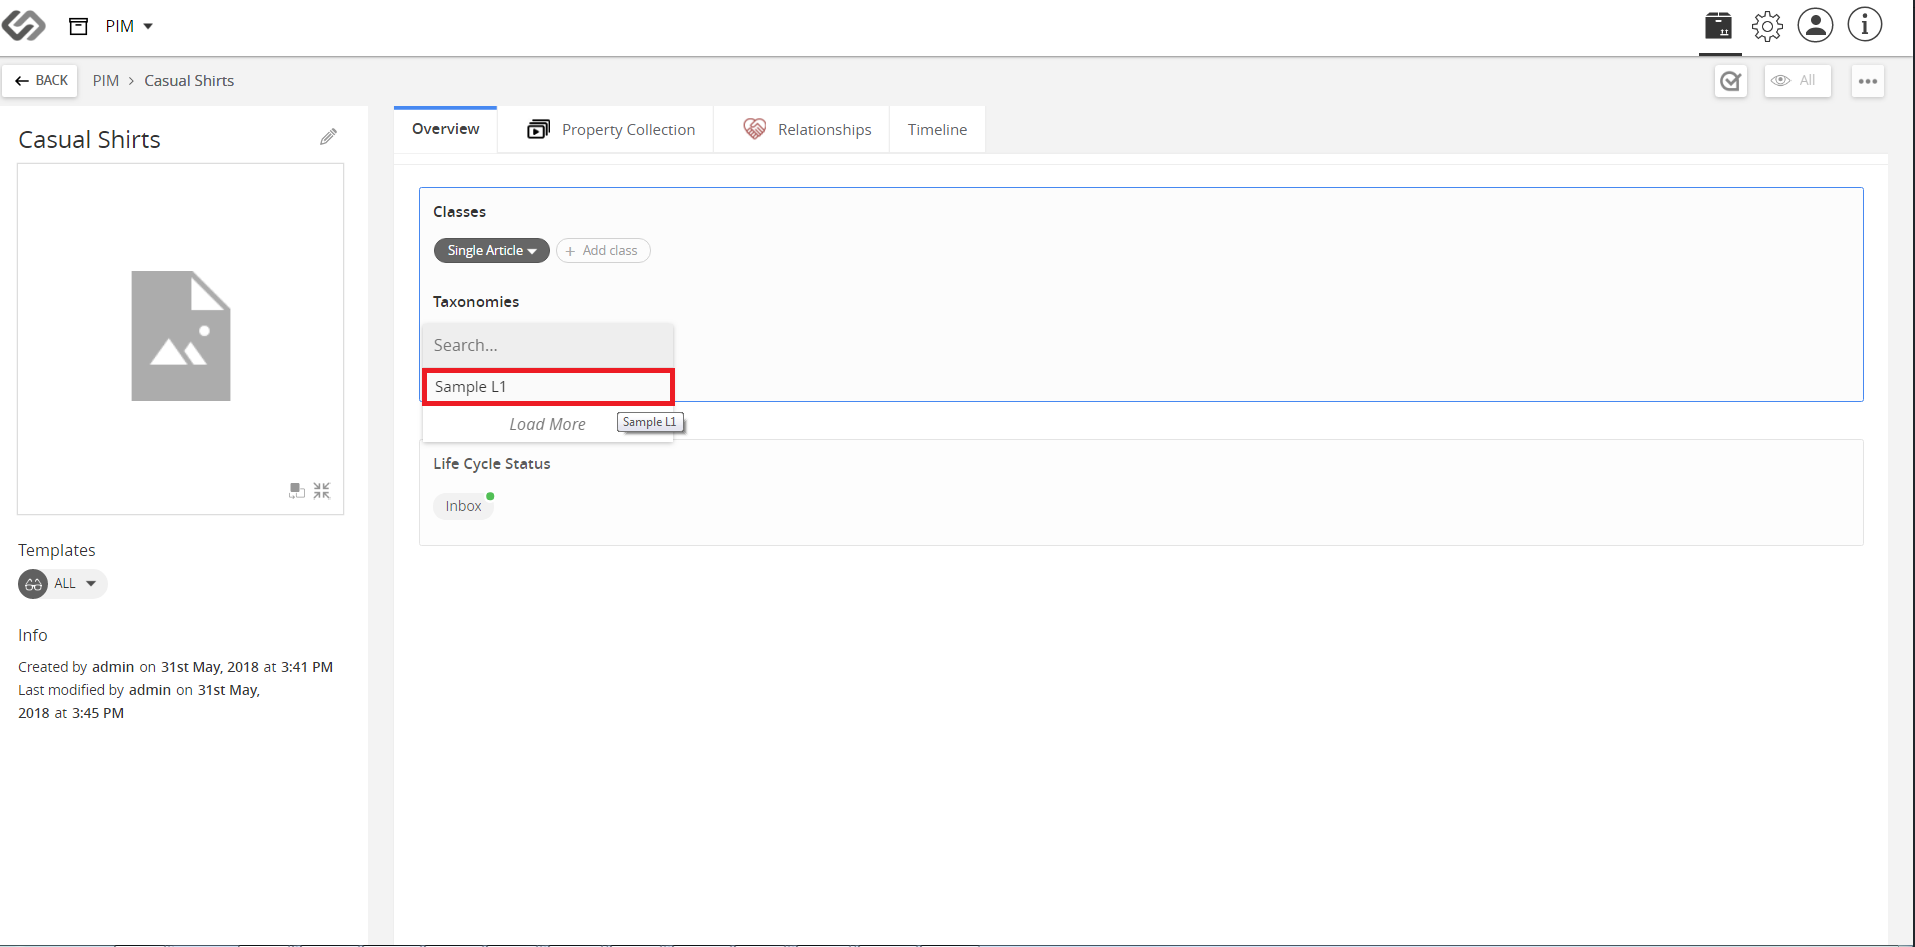 PIM
BACK
PIM > Casual Shirts
All
Casual Shirts
Overview
Property Collection
Relationships
Timeline
Classes
Single Article
+ Add class
Taxonomies
Search...
Sample L1
Load More
Sample L1
Life Cycle Status
Inbox
Templates
ALL
Info
Created by admin on 31st May, 2018 at 3:41 PM
Last modified by admin on 31st May,
2018 at 3:45 PM